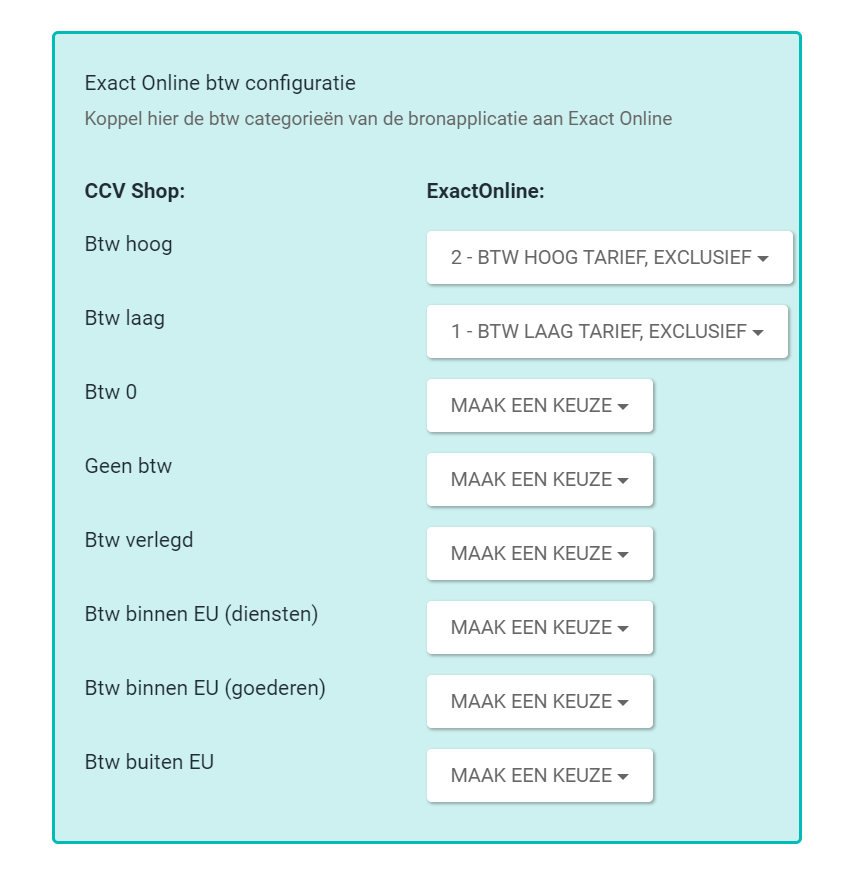 Exact Online btw configuratie
Koppel hier de btw categorieën van de bronapplicatie aan Exact Online
CCV Shop: ExactOnline:
Btw hoog 2 - BTW HOOG TARIEF, EXCLUSIEF
Btw laag 1 - BTW LAAG TARIEF, EXCLUSIEF
Btw 0 MAAK EEN KEUZE
Geen btw MAAK EEN KEUZE
Btw verlegd MAAK EEN KEUZE
Btw binnen EU (diensten) MAAK EEN KEUZE
Btw binnen EU (goederen) MAAK EEN KEUZE
Btw buiten EU MAAK EEN KEUZE